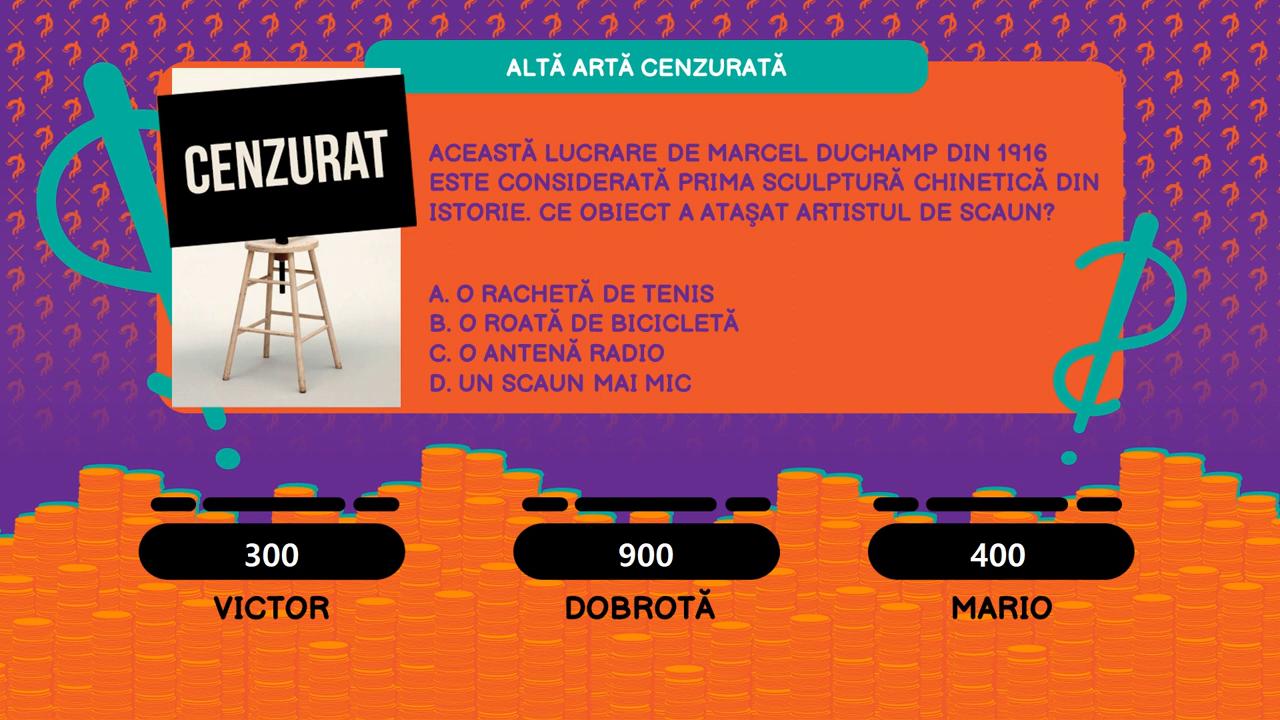 ALTĂ ARTĂ CENZURATĂ
CENZURAT
ACEASTĂ LUCRARE DE MARCEL DUCHAMP DIN 1916
ESTE CONSIDERATĂ PRIMA SCULPTURĂ CHINETICĂ DIN
ISTORIE. CE OBIECT A ATAŞAT ARTISTUL DE SCAUN?
A. O RACHETĂ DE TENIS
B. O ROATĂ DE BICICLETĂ
C. O ANTENĂ RADIO
D. UN SCAUN MAI MIC
300
900
400
VICTOR
DOBROTĂ
MARIO